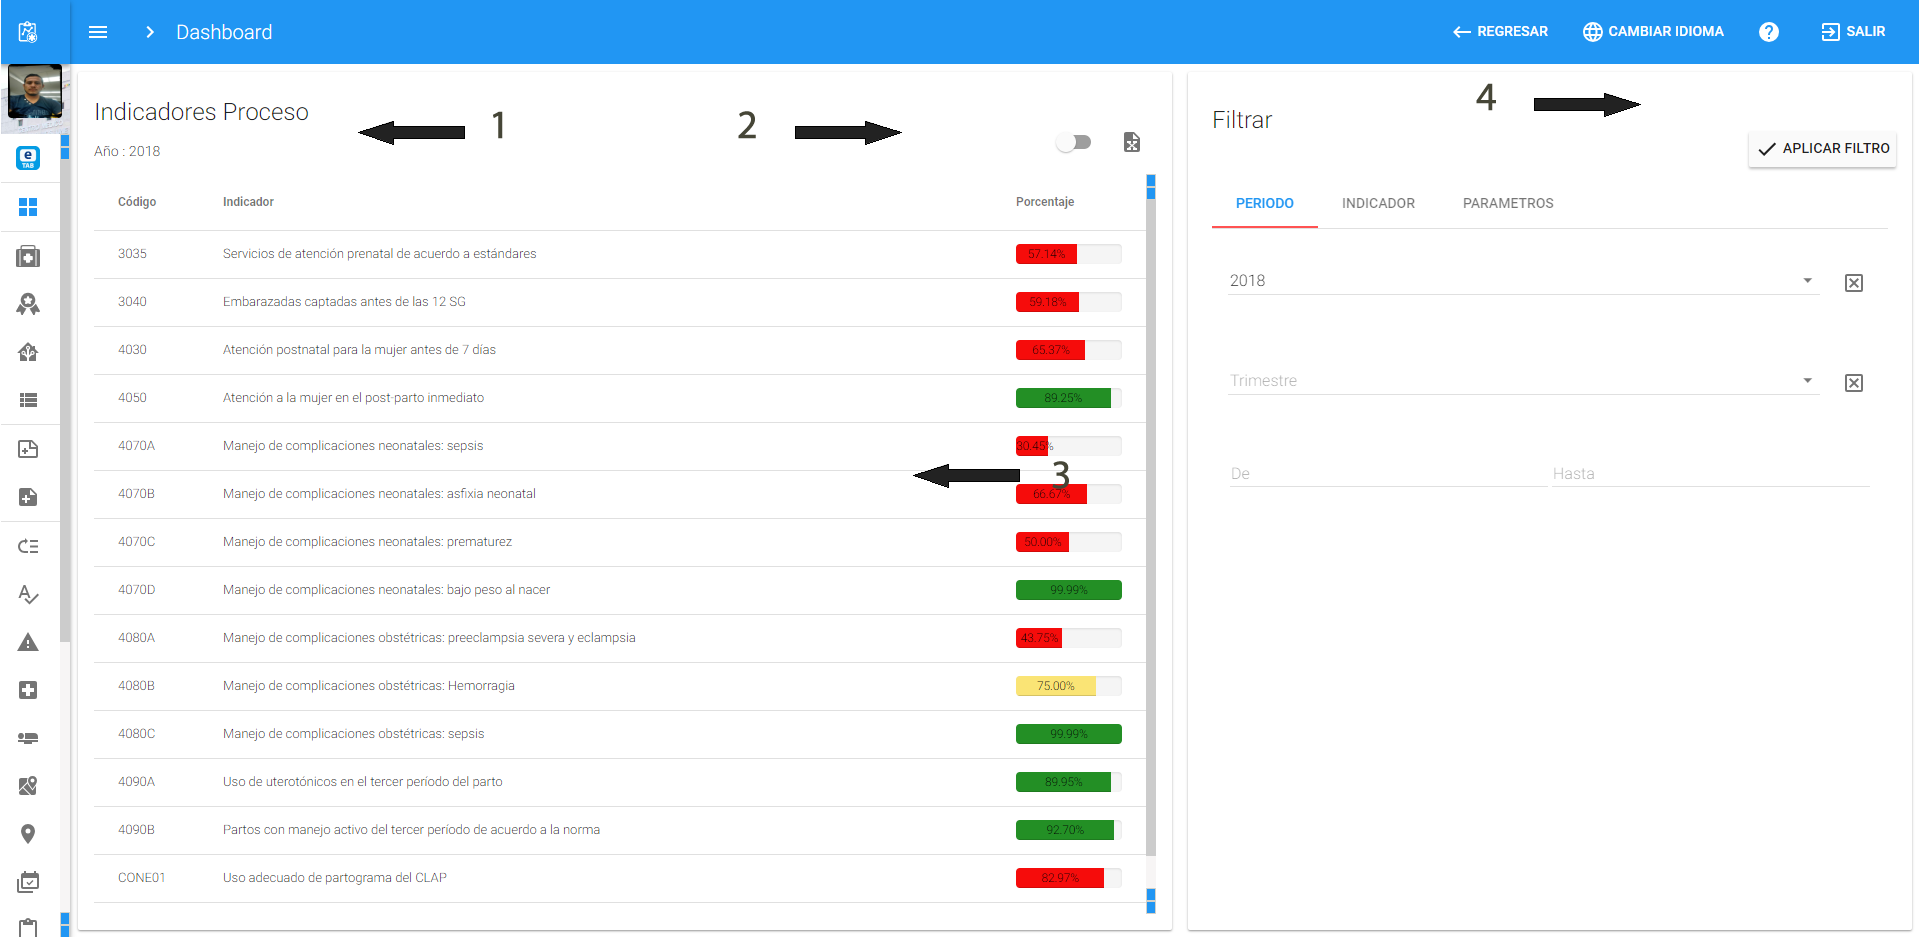 Dashboard
REGRESAR
CAMBIAR IDIOMA
?
SALIR
e
TAB
Indicadores Proceso
1
2
Año : 2018
Código Indicador Porcentaje
3035 Servicios de atención prenatal de acuerdo a estándares 57.14%
3040 Embarazadas captadas antes de las 12 SG 59.18%
4030 Atención postnatal para la mujer antes de 7 días 65.37%
4050 Atención a la mujer en el post-parto inmediato 89.25%
4070A Manejo de complicaciones neonatales: sepsis 30.45%
3
4070B Manejo de complicaciones neonatales: asfixia neonatal 66.67%
4070C Manejo de complicaciones neonatales: prematurez 50.00%
4070D Manejo de complicaciones neonatales: bajo peso al nacer 99.99%
4080A Manejo de complicaciones obstétricas: preeclampsia severa y eclampsia 43.75%
4080B Manejo de complicaciones obstétricas: Hemorragia 75.00%
4080C Manejo de complicaciones obstétricas: sepsis 99.99%
4090A Uso de uterotónicos en el tercer período del parto 89.95%
4090B Partos con manejo activo del tercer período de acuerdo a la norma 92.70%
CONE01 Uso adecuado de partograma del CLAP 82.97%
4
Filtrar
APLICAR FILTRO
PERIODO INDICADOR PARAMETROS
2018
Trimestre
De Hasta